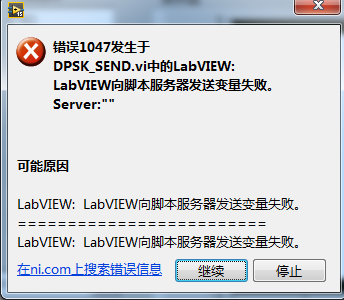 错误1047发生于
DPSK_SEND.vi中的LabVIEW:
LabVIEW向脚本服务器发送变量失败。
Server:""
可能原因
LabVIEW: LabVIEW向脚本服务器发送变量失败。
=========================
LabVIEW: LabVIEW向脚本服务器发送变量失败。
在ni.com上搜索错误信息 继续 停止